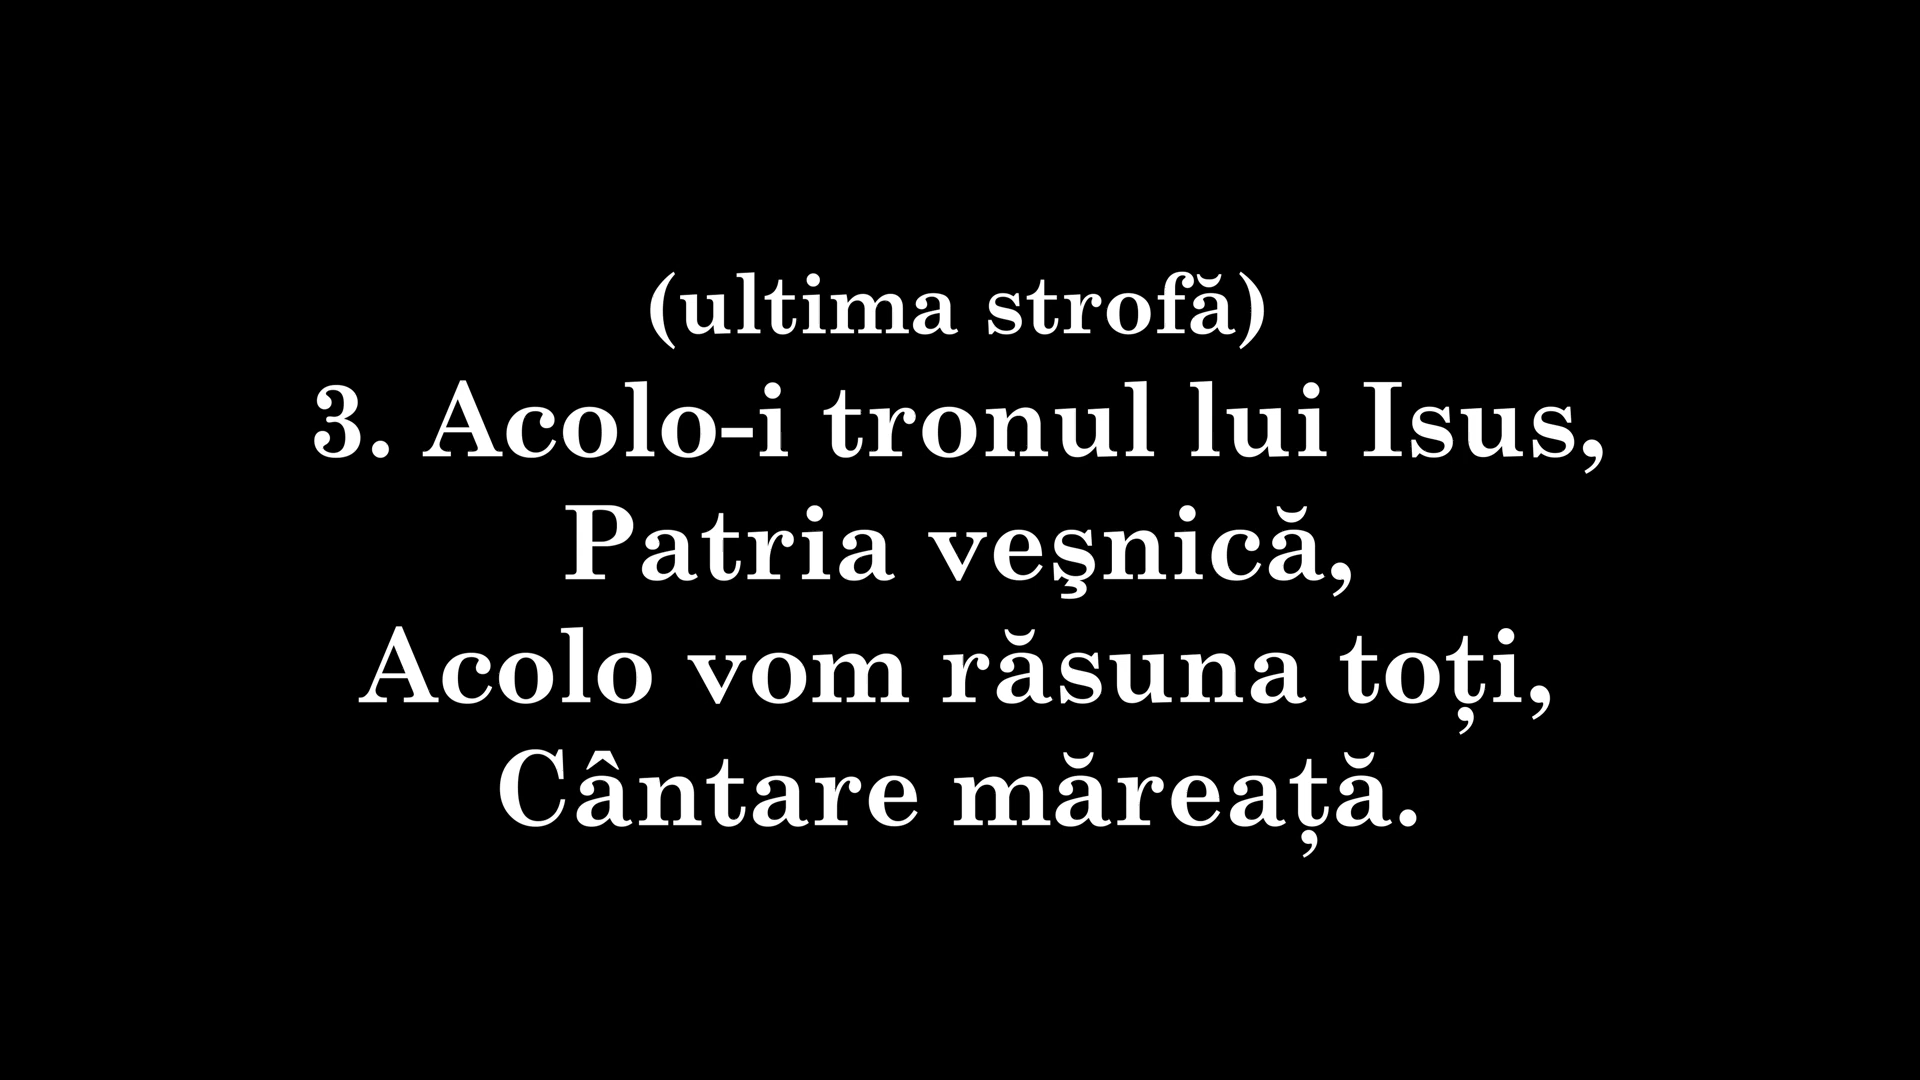 (ultima strofă)
3. Acolo-i tronul lui Isus,
Patria veşnică,
Acolo vom răsuna toți,
Cântare măreață.